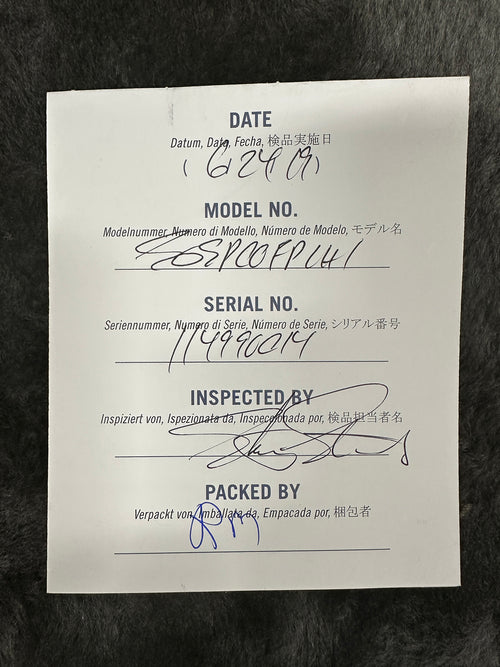 DATE
Datum, Data, Fecha, 検品実施日
6 24 19
MODEL NO.
Modelnummer, Numero di Modello, Número de Modelo, モデル名
SERIAL NO.
Seriennummer, Numero di Serie, Número de Serie, シリアル番号
114990014
INSPECTED BY
Inspiziert von, Ispezionata da, Inspeccionada por, 検品担当者名
PACKED BY
Verpackt von, Imballata da, Empacada por, 梱包者